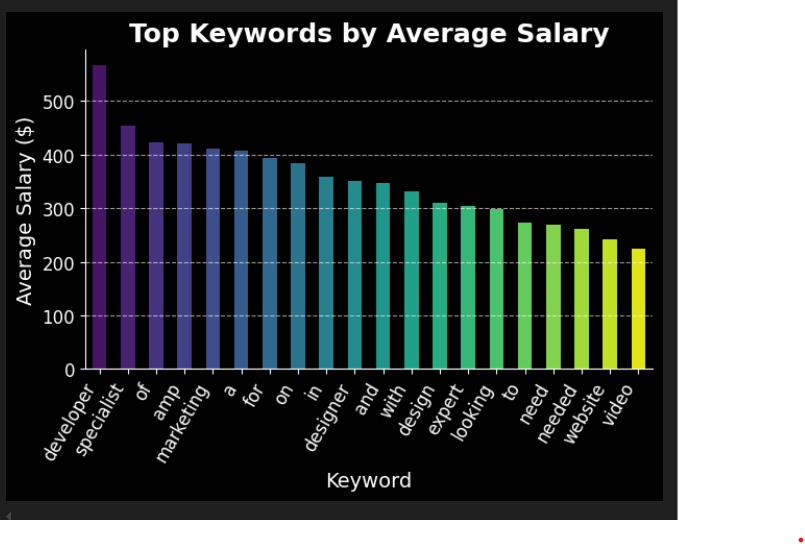 Top Keywords by Average Salary
Average Salary ($)
500
400
300
200
100
0
developer
specialist
of
amp
marketing
a
for
on
in
designer
and
with
design
expert
looking
to
need
needed
website
video
Keyword